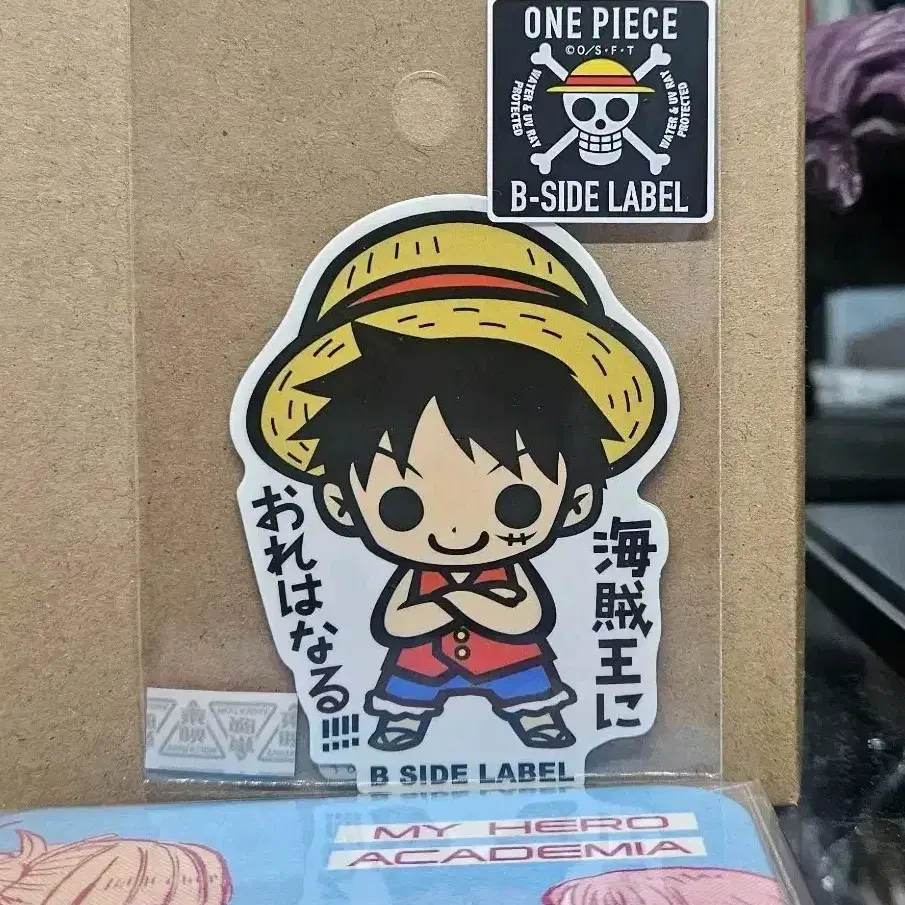 ONE PIECE
©O/S・F・T
WATER & UV RAY
PROTECTED
WATER & UV RAY
PROTECTED
B-SIDE LABEL
海賊王に
おれはなる!!!!!
B SIDE LABEL
MY HERO
ACADEMIA